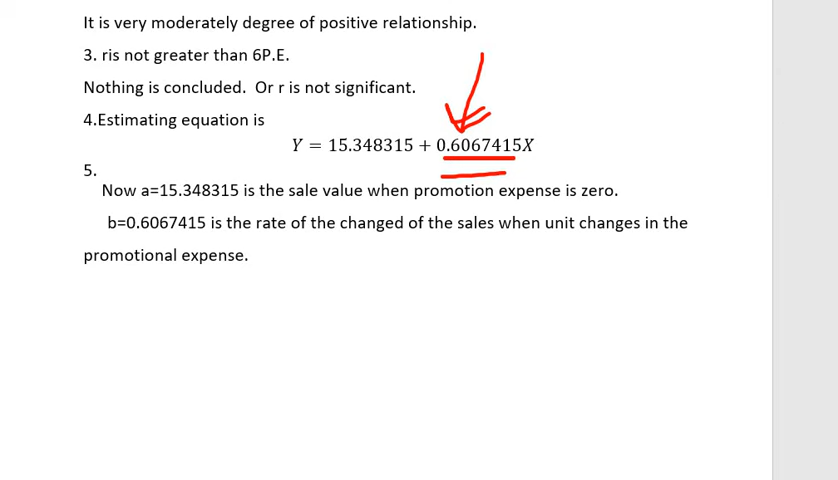 It is very moderately degree of positive relationship.
3. ris not greater than 6P.E.
Nothing is concluded.  Or r is not significant.
4.Estimating equation is
Y = 15.348315 + 0.6067415X
5.
Now a=15.348315 is the sale value when promotion expense is zero.
b=0.6067415 is the rate of the changed of the sales when unit changes in the
promotional expense.